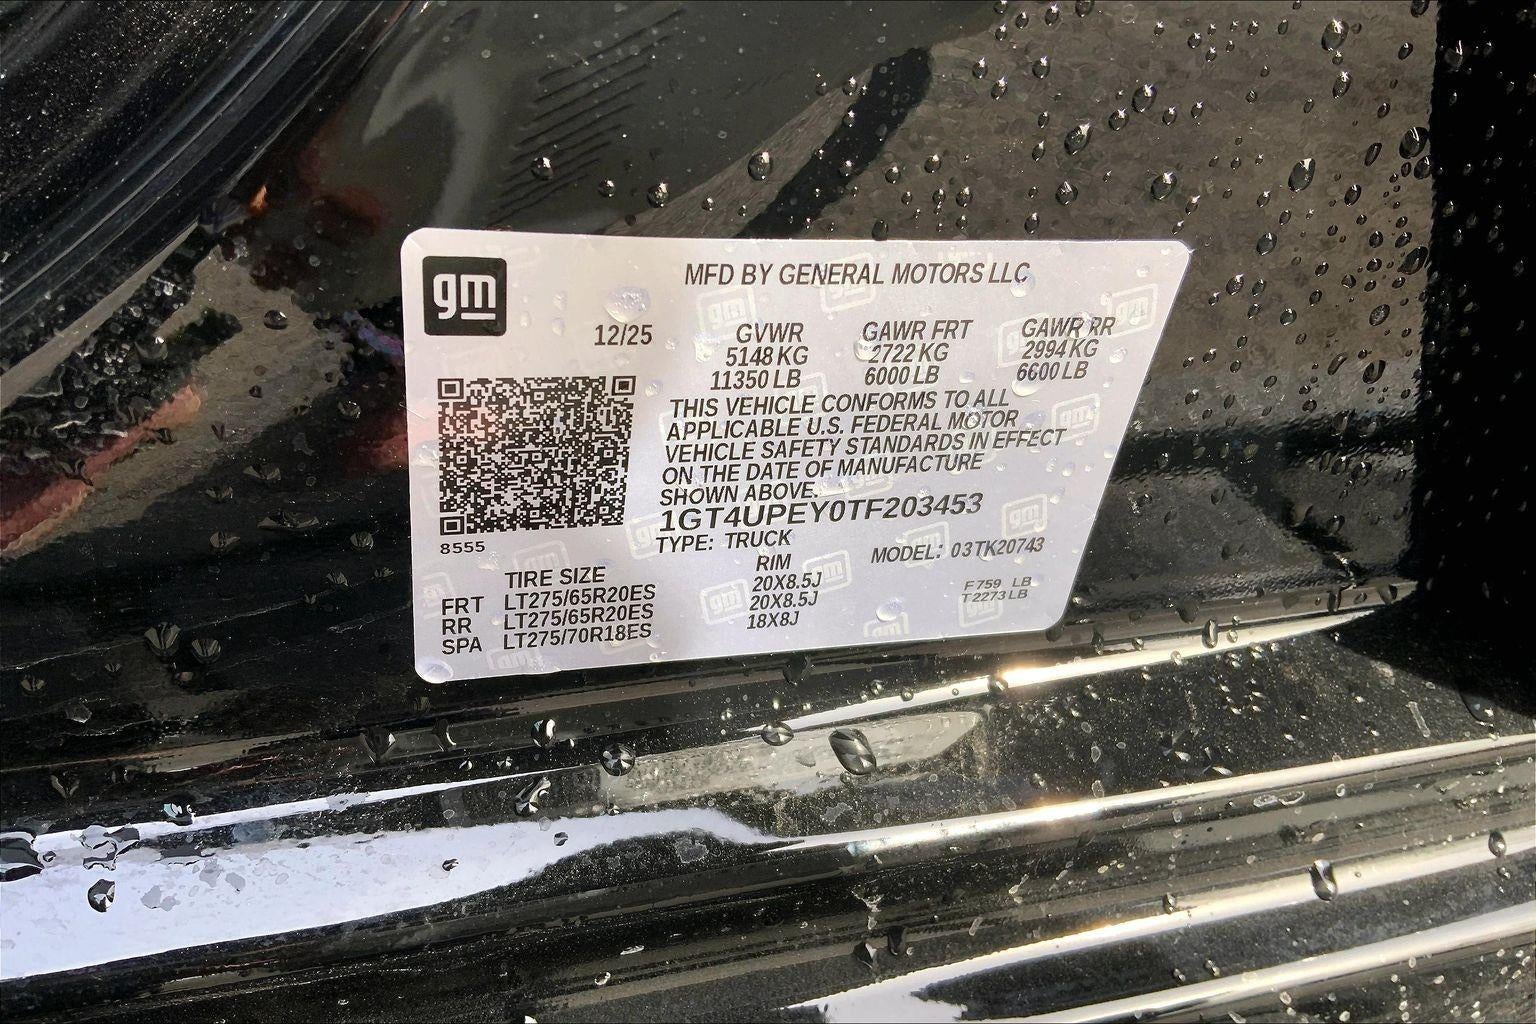 gm
MFD BY GENERAL MOTORS LLC
12/25
GVWR GAWR FRT GAWR RR
5148 KG 2722 KG 2994 KG
11350 LB 6000 LB 6600 LB
THIS VEHICLE CONFORMS TO ALL
APPLICABLE U.S. FEDERAL MOTOR
VEHICLE SAFETY STANDARDS IN EFFECT
ON THE DATE OF MANUFACTURE
SHOWN ABOVE.
1GT4UPEY0TF203453
8555
TYPE: TRUCK MODEL: 03TK20743
TIRE SIZE RIM
FRT LT275/65R20ES 20X8.5J
RR LT275/65R20ES 20X8.5J
SPA LT275/70R18ES 18X8J
F 759 LB
T 2273 LB